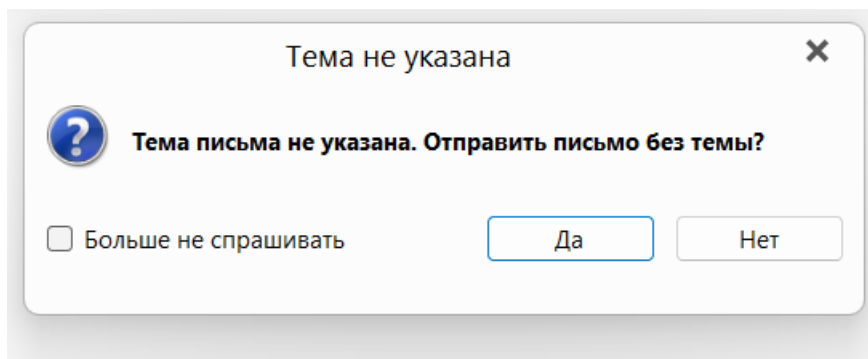 Тема не указана
Тема письма не указана. Отправить письмо без темы?
Больше не спрашивать
Да
Нет